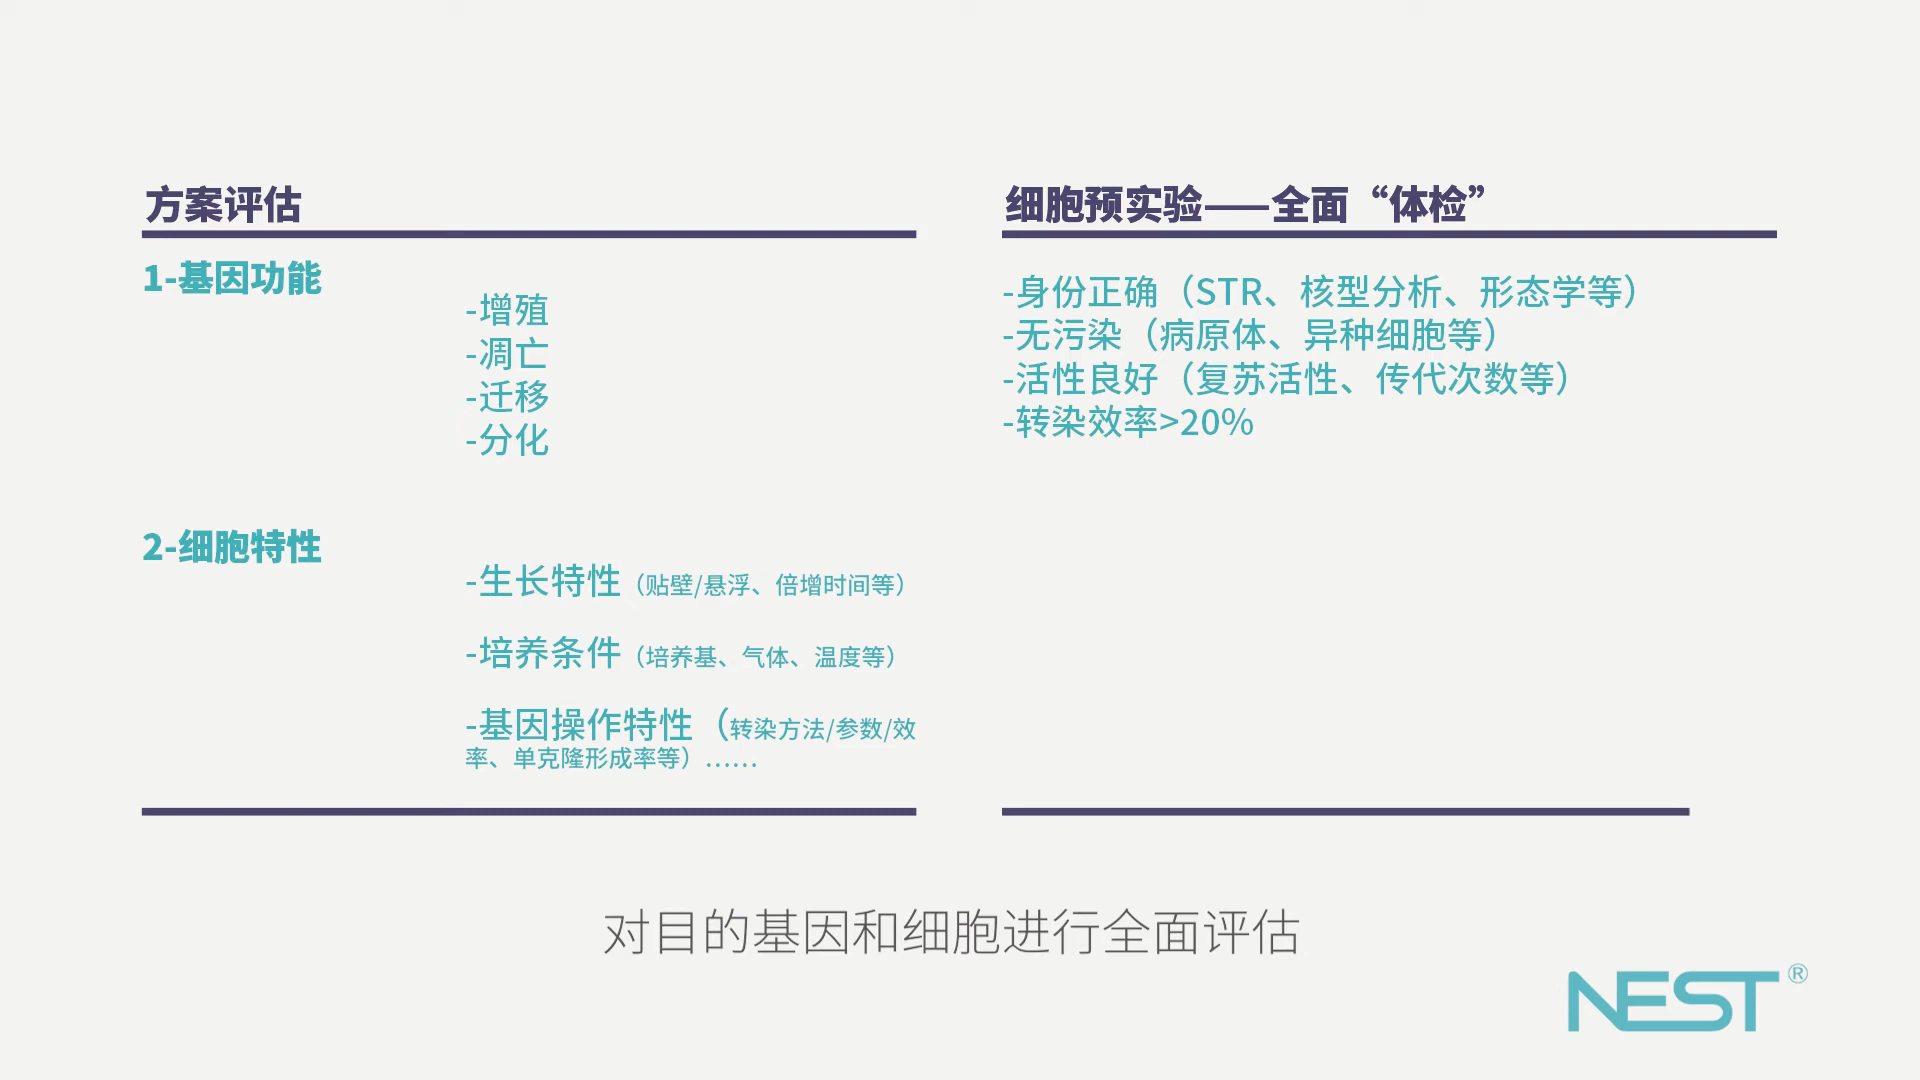 方案评估
1-基因功能
-增殖
-凋亡
-迁移
-分化
2-细胞特性
-生长特性（贴壁/悬浮、倍增时间等）
-培养条件（培养基、气体、温度等）
-基因操作特性（转染方法/参数/效
率、单克隆形成率等）……
细胞预实验——全面“体检”
-身份正确（STR、核型分析、形态学等）
-无污染（病原体、异种细胞等）
-活性良好（复苏活性、传代次数等）
-转染效率>20%
对目的基因和细胞进行全面评估
NEST®